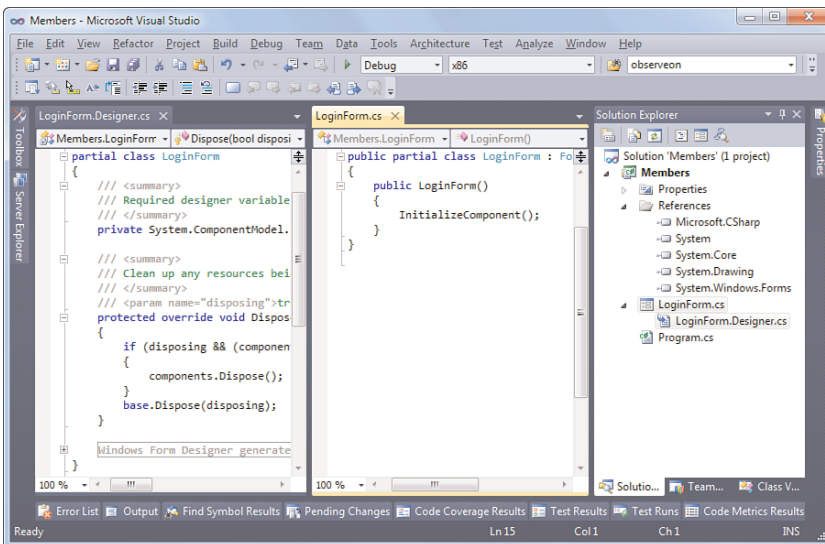 Members - Microsoft Visual Studio
File Edit View Refactor Project Build Debug Team Data Tools Architecture Test Analyze Window Help
Debug x86 observeon
Toolbox
Server Explorer
LoginForm.Designer.cs
Members.LoginForm Dispose(bool disposi
partial class LoginForm
{
/// <summary>
/// Required designer variable
/// </summary>
private System.ComponentModel.
/// <summary>
/// Clean up any resources bei
/// </summary>
/// <param name="disposing">tr
protected override void Dispos
{
if (disposing && (componen
{
components.Dispose();
}
base.Dispose(disposing);
}
Windows Form Designer generate
}
100 %
LoginForm.cs
Members.LoginForm LoginForm()
public partial class LoginForm : Fo
{
public LoginForm()
{
InitializeComponent();
}
}
100 %
Solution Explorer
Solution 'Members' (1 project)
Members
Properties
References
Microsoft.CSharp
System
System.Core
System.Drawing
System.Windows.Forms
LoginForm.cs
LoginForm.Designer.cs
Program.cs
Solutio... Team... Class V...
Properties
Error List Output Find Symbol Results Pending Changes Code Coverage Results Test Results Test Runs Code Metrics Results
Ready Ln 15 Col 1 Ch 1 INS